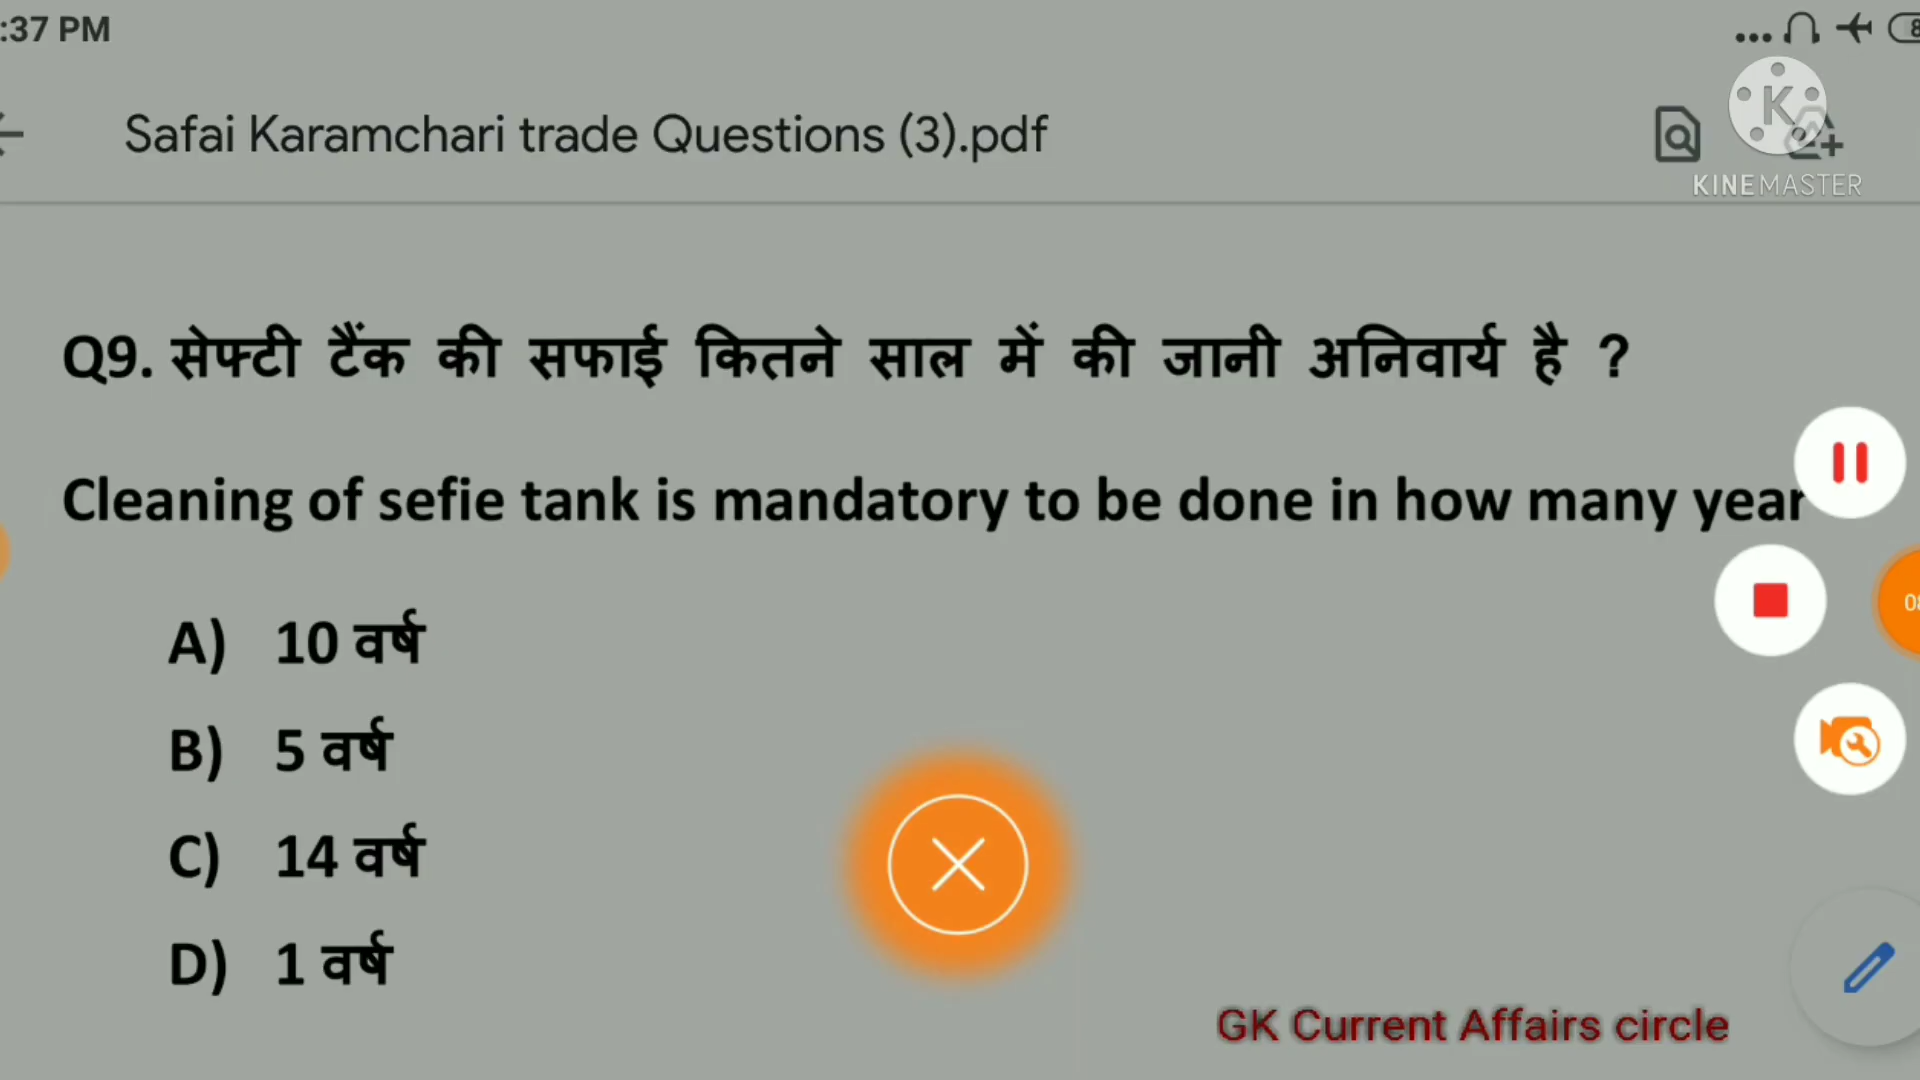 :37 PM
Safai Karamchari trade Questions (3).pdf
K
KINEMASTER
Q9. सेफ्टी टैंक की सफाई कितने साल में की जानी अनिवार्य है ?
Cleaning of sefie tank is mandatory to be done in how many year
A) 10 वर्ष
B) 5 वर्ष
C) 14 वर्ष
D) 1 वर्ष
GK Current Affairs circle